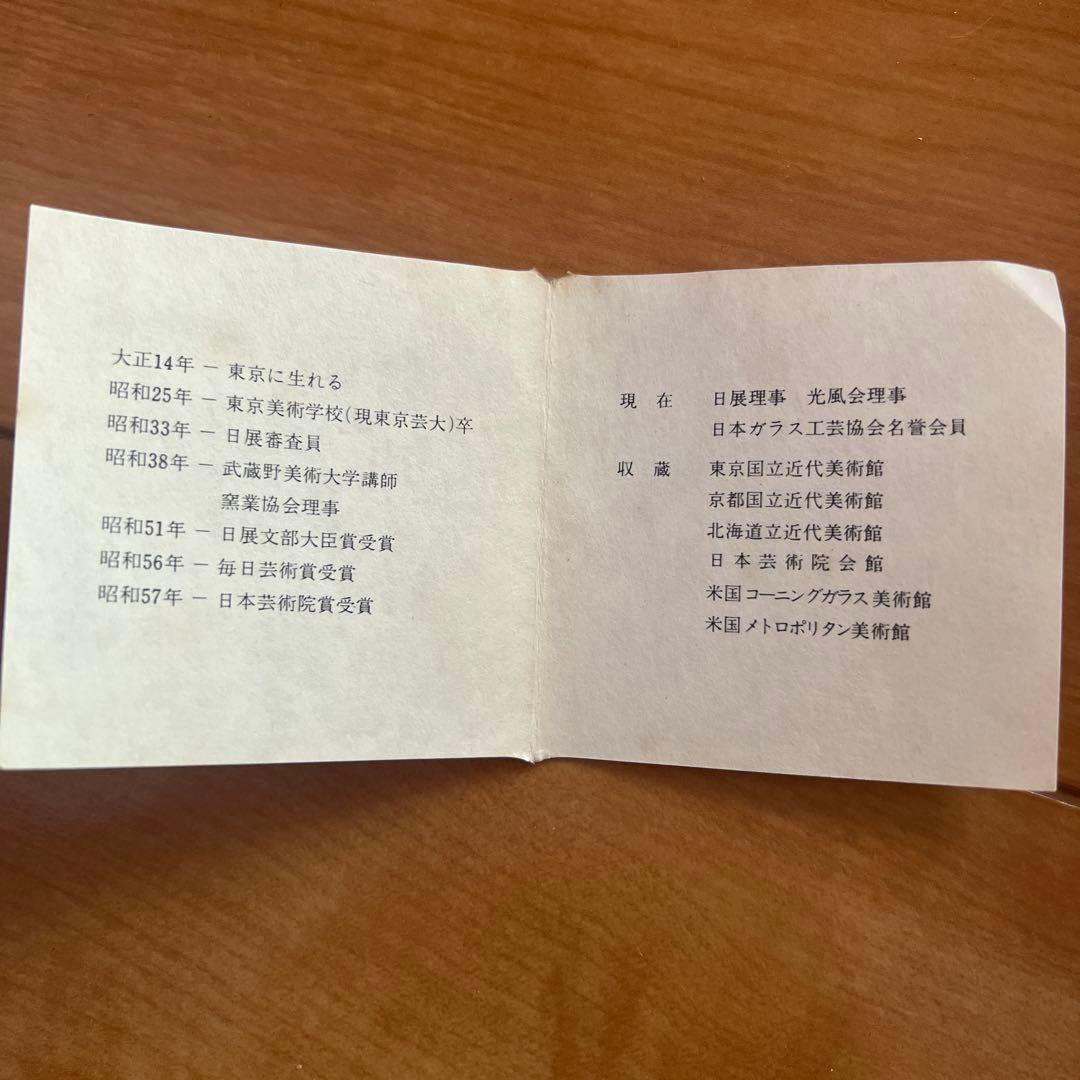 大正14年 — 東京に生れる
昭和25年 — 東京美術学校(現東京芸大)卒
昭和33年 — 日展審査員
昭和38年 — 武蔵野美術大学講師
窯業協会理事
昭和51年 — 日展文部大臣賞受賞
昭和56年 — 毎日芸術賞受賞
昭和57年 — 日本芸術院賞受賞
現 在 日展理事 光風会理事
日本ガラス工芸協会名誉会員
収 蔵 東京国立近代美術館
京都国立近代美術館
北海道立近代美術館
日本芸術院会館
米国コーニングガラス美術館
米国メトロポリタン美術館